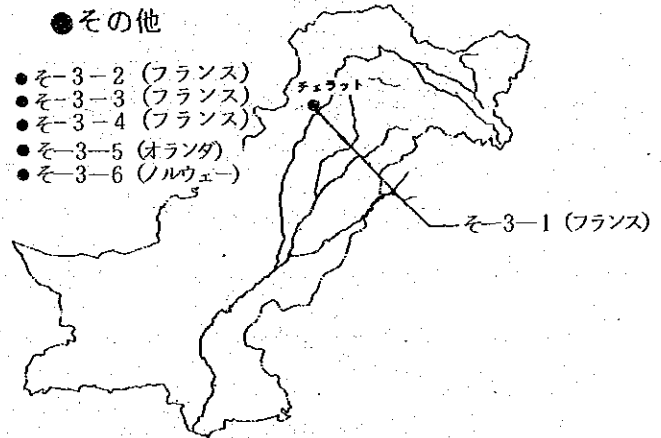 ●その他
●そ-3-2 (フランス)
●そ-3-3 (フランス)
●そ-3-4 (フランス)
●そ-3-5 (オランダ)
●そ-3-6 (ノルウェー)
チェラット
そ-3-1 (フランス)